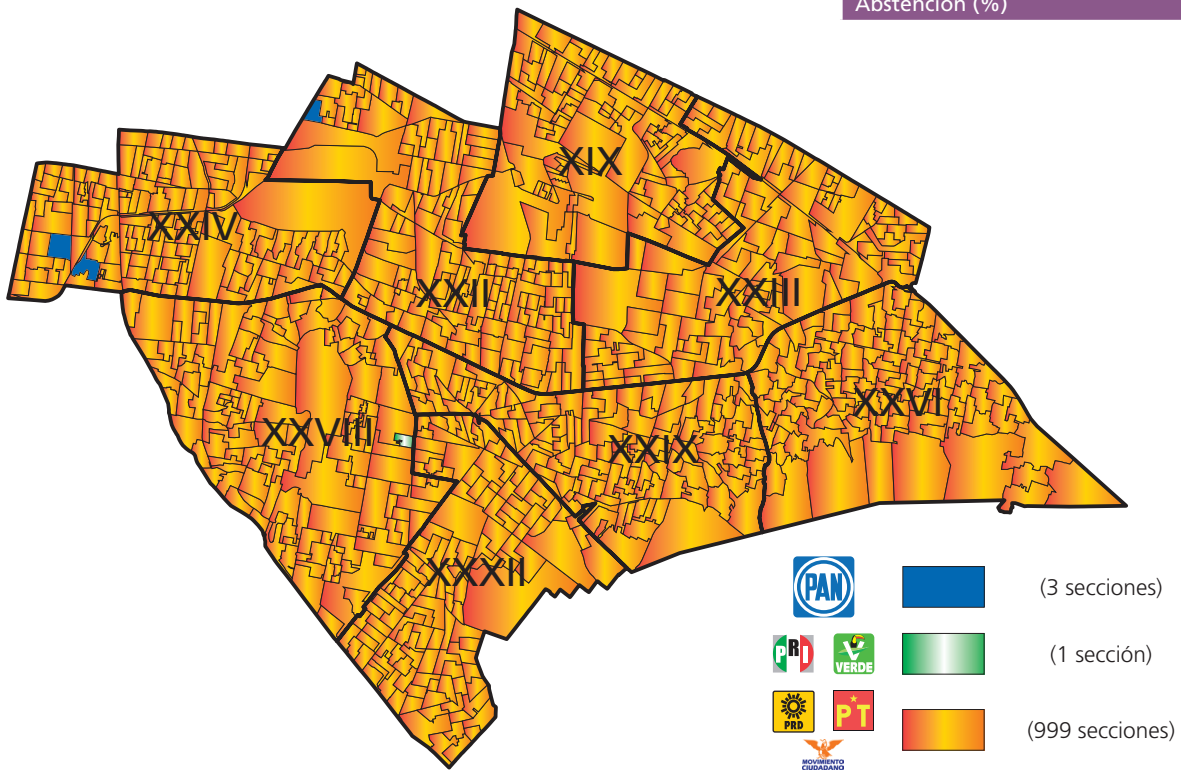 Abstención (%)
XIX
XXIV
XXII
XXIII
XXVI
XXVIII
XXIX
XXXII
PAN
(3 secciones)
PRI
VERDE
(1 sección)
PRD
PT
(999 secciones)
MOVIMIENTO
CIUDADANO